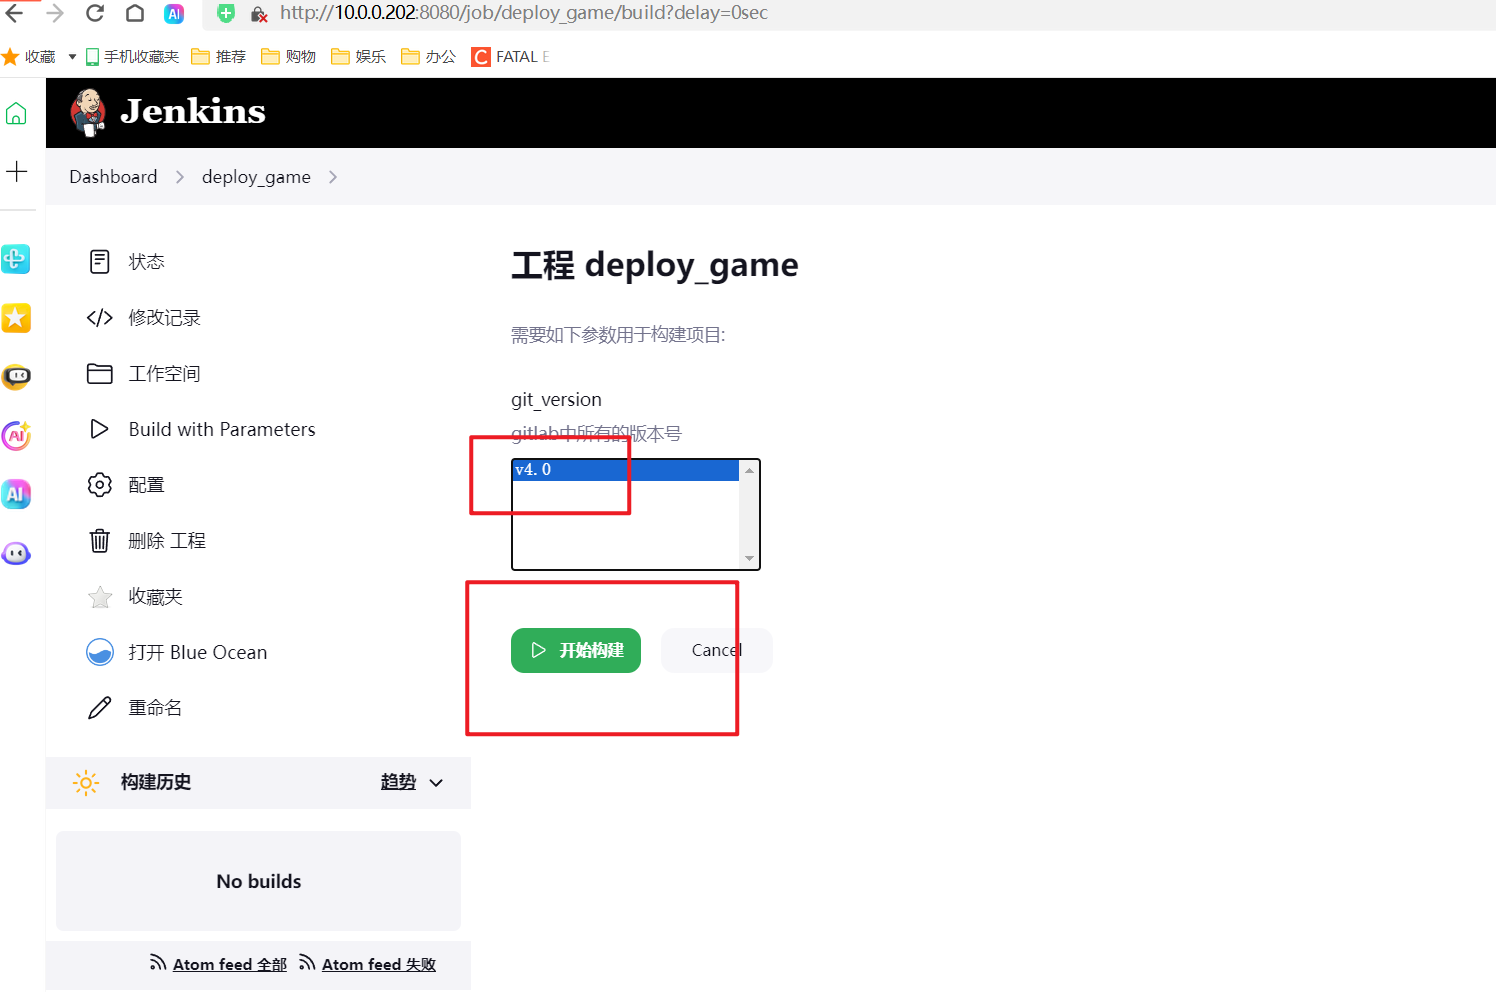 http://10.0.0.202:8080/job/deploy_game/build?delay=0sec
收藏 手机收藏夹 推荐 购物 娱乐 办公 FATAL E
Jenkins
Dashboard deploy_game
状态
修改记录
工作空间
Build with Parameters
配置
删除 工程
收藏夹
打开 Blue Ocean
重命名
构建历史 趋势
No builds
Atom feed 全部 Atom feed 失败
工程 deploy_game
需要如下参数用于构建项目:
git_version
gitlab中所有的版本号
v4.0
开始构建 Cancel
AI
AI
AI